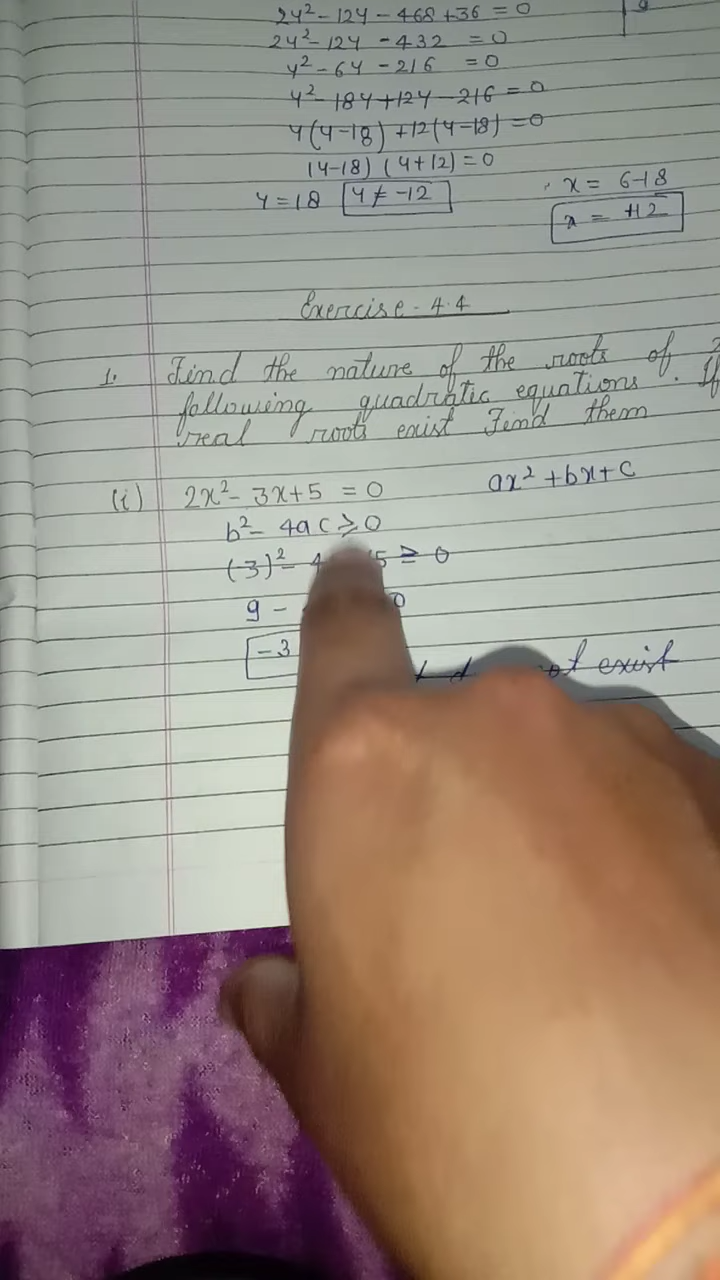 2y² - 12y - 468 + 36 = 0
2y² - 12y - 432 = 0
y² - 6y - 216 = 0
y² - 18y + 12y - 216 = 0
y(y-18) + 12(y-18) = 0
(y-18) (y+12) = 0
y = 18 y ≠ -12
x = 6-18
x = +12
Exercise - 4.4
1. Find the nature of the roots of
following quadratic equations. If
real roots exist Find them
(i) 2x² - 3x + 5 = 0 ax² + bx + c
b² - 4ac ≥ 0
(-3)² - 4 ≥ 0
9 - 0
-3
exist